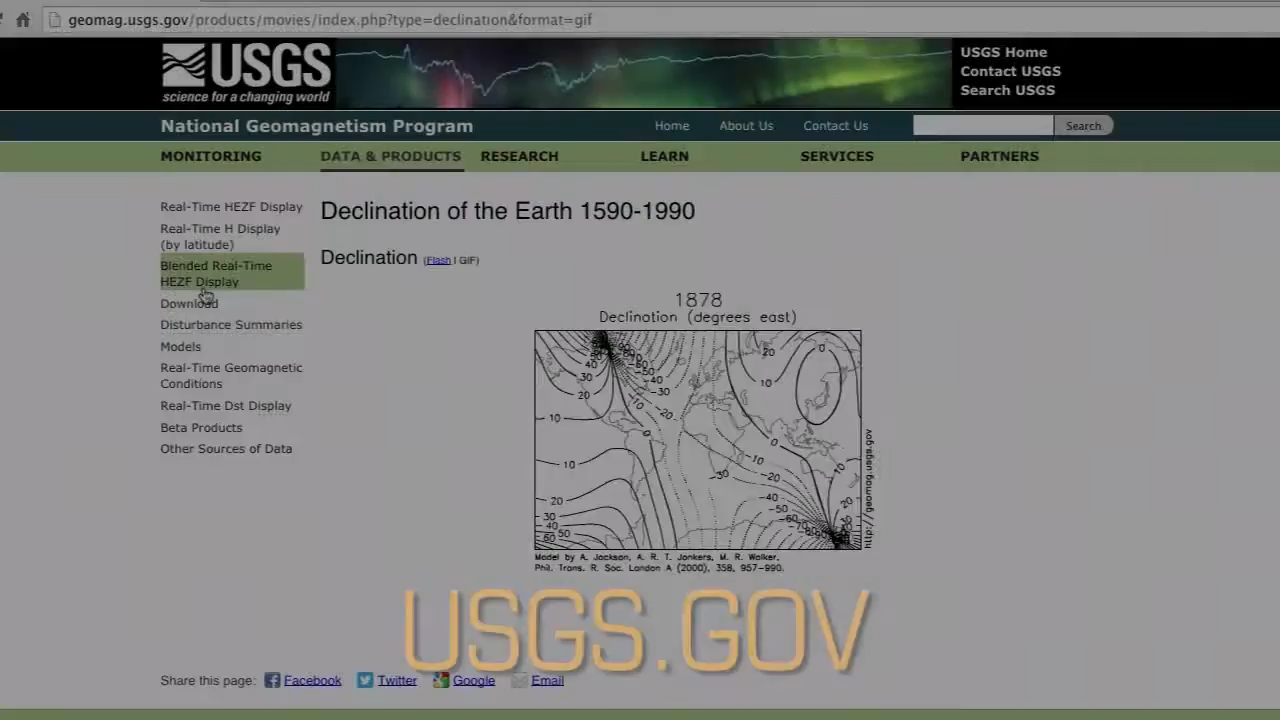 geomag.usgs.gov/products/movies/index.php?type=declination&format=gif
USGS
science for a changing world
USGS Home
Contact USGS
Search USGS
National Geomagnetism Program
Home About Us Contact Us Search
MONITORING DATA & PRODUCTS RESEARCH LEARN SERVICES PARTNERS
Real-Time HEZF Display
Real-Time H Display
(by latitude)
Blended Real-Time
HEZF Display
Download
Disturbance Summaries
Models
Real-Time Geomagnetic
Conditions
Real-Time Dst Display
Beta Products
Other Sources of Data
Declination of the Earth 1590-1990
Declination (Flash | GIF)
1878
Declination (degrees east)
http://geomag.usgs.gov
Model by A. Jackson, A. R. T. Jonkers, M. R. Walker,
Phil. Trans. R. Soc. London A (2000), 358, 957-990.
USGS.GOV
Share this page: Facebook Twitter Google Email